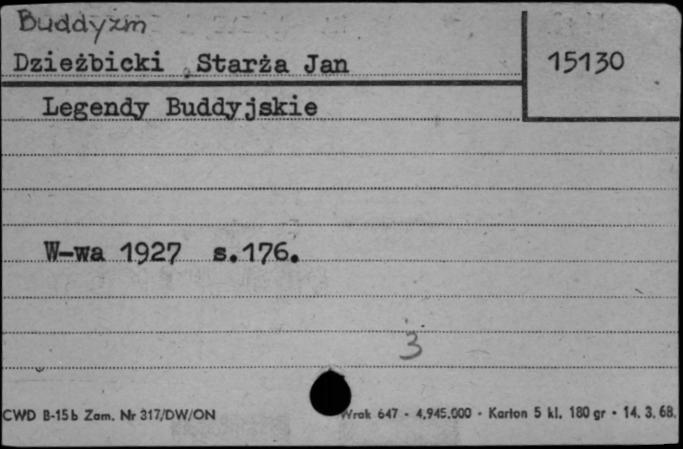 Buddyzm
Dzieżbicki , Starża Jan
15130
Legendy Buddyjskie
W-wa 1927 s.176.
3
CWD B-15b Zam. Nr 317/DW/ON
Wrak 647 - 4.945.000 - Karton 5 kl. 180 gr - 14. 3. 68.